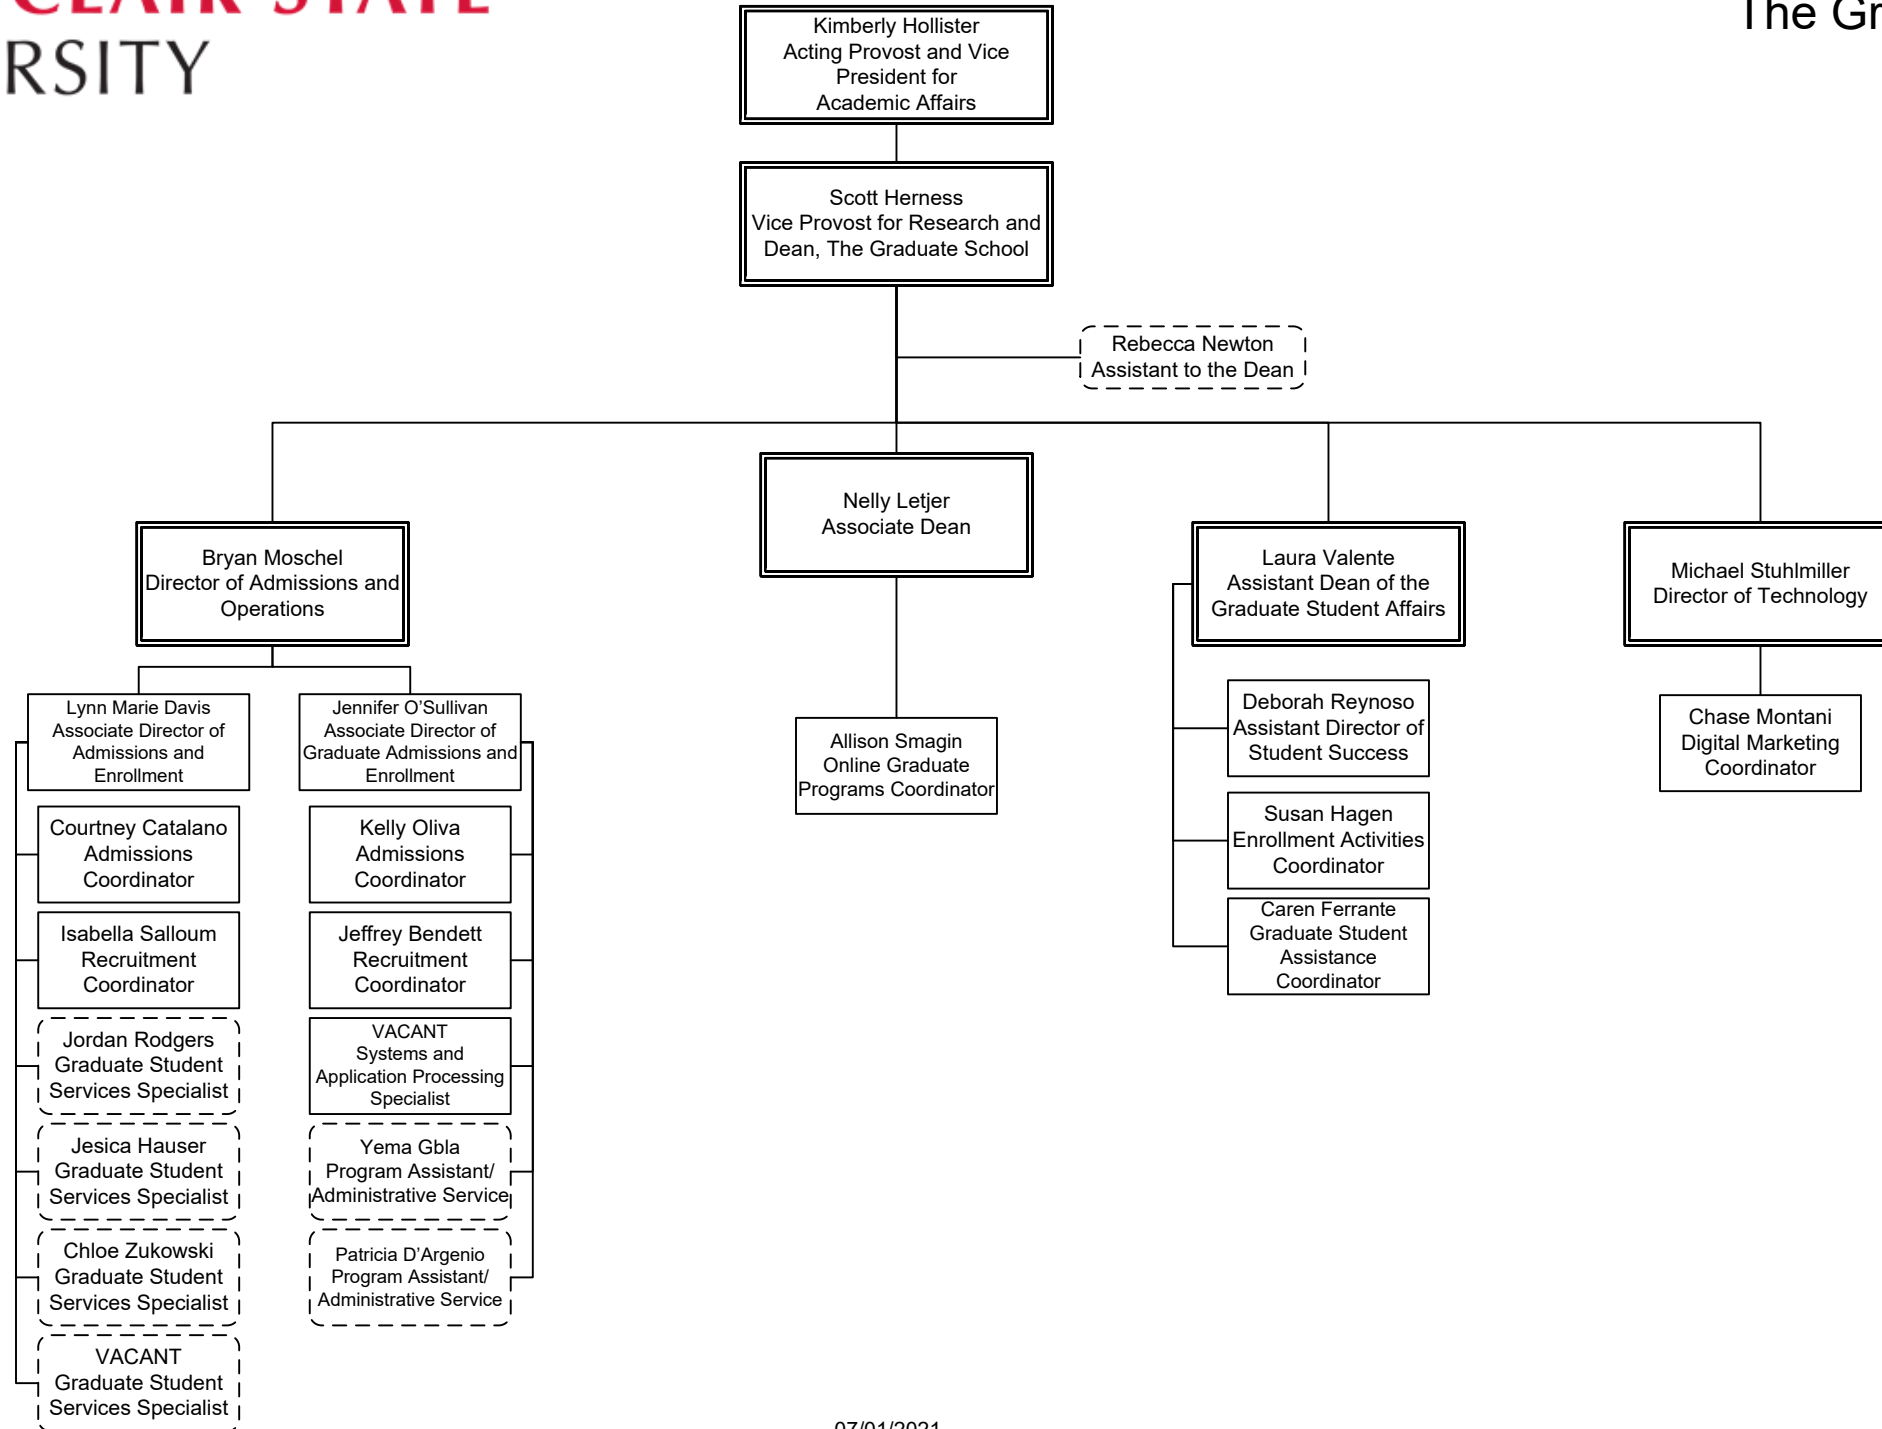 CLAIR STATE
RSITY
The Gr
Kimberly Hollister
Acting Provost and Vice
President for
Academic Affairs
Scott Herness
Vice Provost for Research and
Dean, The Graduate School
Rebecca Newton
Assistant to the Dean
Nelly Letjer
Associate Dean
Bryan Moschel
Director of Admissions and
Operations
Laura Valente
Assistant Dean of the
Graduate Student Affairs
Michael Stuhlmiller
Director of Technology
Lynn Marie Davis
Associate Director of
Admissions and
Enrollment
Jennifer O’Sullivan
Associate Director of
Graduate Admissions and
Enrollment
Allison Smagin
Online Graduate
Programs Coordinator
Deborah Reynoso
Assistant Director of
Student Success
Chase Montani
Digital Marketing
Coordinator
Courtney Catalano
Admissions
Coordinator
Kelly Oliva
Admissions
Coordinator
Susan Hagen
Enrollment Activities
Coordinator
Isabella Salloum
Recruitment
Coordinator
Jeffrey Bendett
Recruitment
Coordinator
Caren Ferrante
Graduate Student
Assistance
Coordinator
Jordan Rodgers
Graduate Student
Services Specialist
VACANT
Systems and
Application Processing
Specialist
Jesica Hauser
Graduate Student
Services Specialist
Yema Gbla
Program Assistant/
Administrative Service
Chloe Zukowski
Graduate Student
Services Specialist
Patricia D’Argenio
Program Assistant/
Administrative Service
VACANT
Graduate Student
Services Specialist
07/01/2021